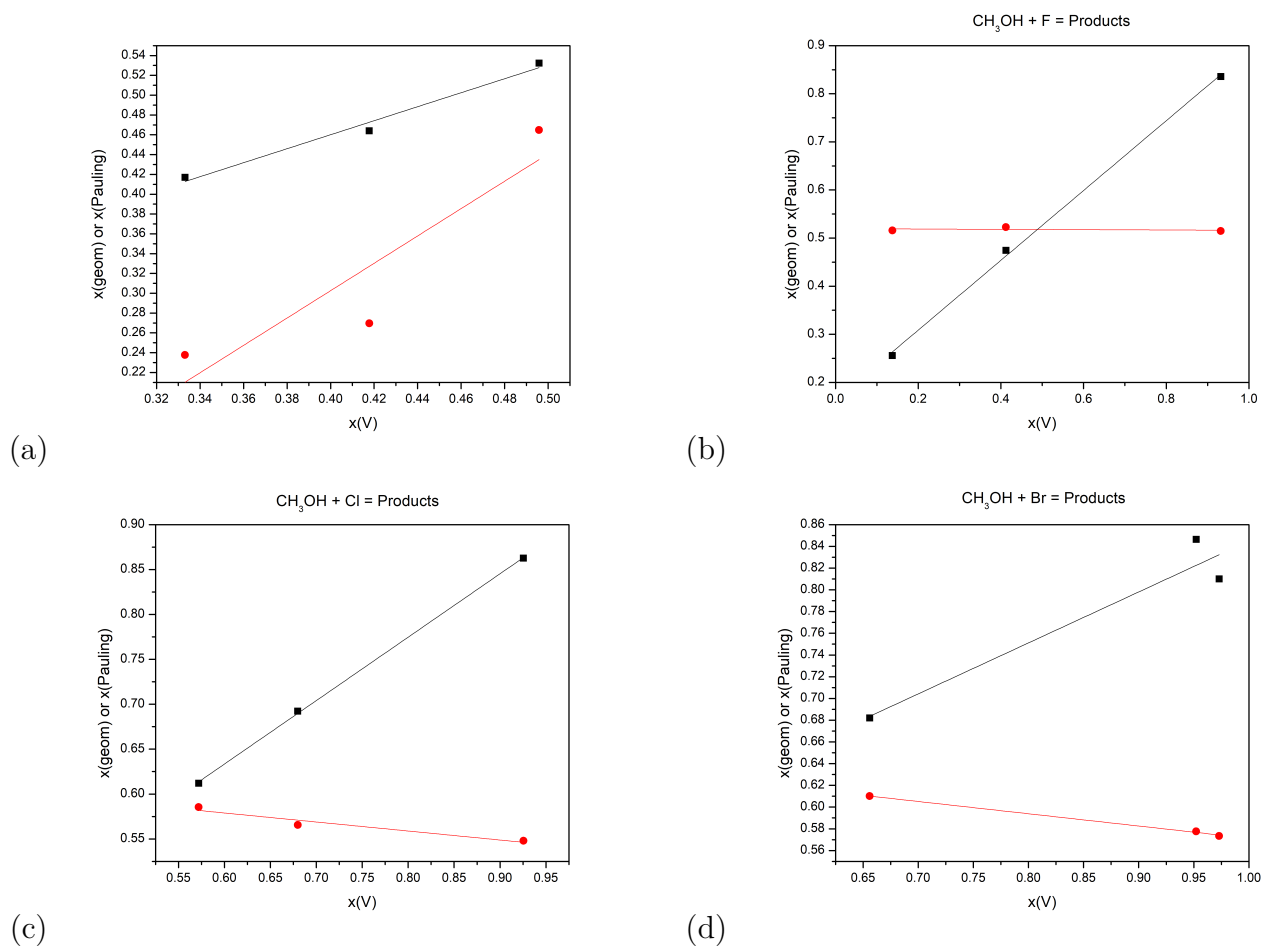 0.54
0.52
0.50
0.48
0.46
0.44
0.42
0.40
0.38
0.36
0.34
0.32
0.30
0.28
0.26
0.24
0.22
x(geom) or x(Pauling)
0.32 0.34 0.36 0.38 0.40 0.42 0.44 0.46 0.48 0.50
x(V)
(a)
CH₃OH + F = Products
0.9
0.8
0.7
0.6
0.5
0.4
0.3
0.2
x(geom) or x(Pauling)
0.0 0.2 0.4 0.6 0.8 1.0
x(V)
(b)
CH₃OH + Cl = Products
0.90
0.85
0.80
0.75
0.70
0.65
0.60
0.55
x(geom) or x(Pauling)
0.55 0.60 0.65 0.70 0.75 0.80 0.85 0.90 0.95
x(V)
(c)
CH₃OH + Br = Products
0.86
0.84
0.82
0.80
0.78
0.76
0.74
0.72
0.70
0.68
0.66
0.64
0.62
0.60
0.58
0.56
x(geom) or x(Pauling)
0.65 0.70 0.75 0.80 0.85 0.90 0.95 1.00
x(V)
(d)